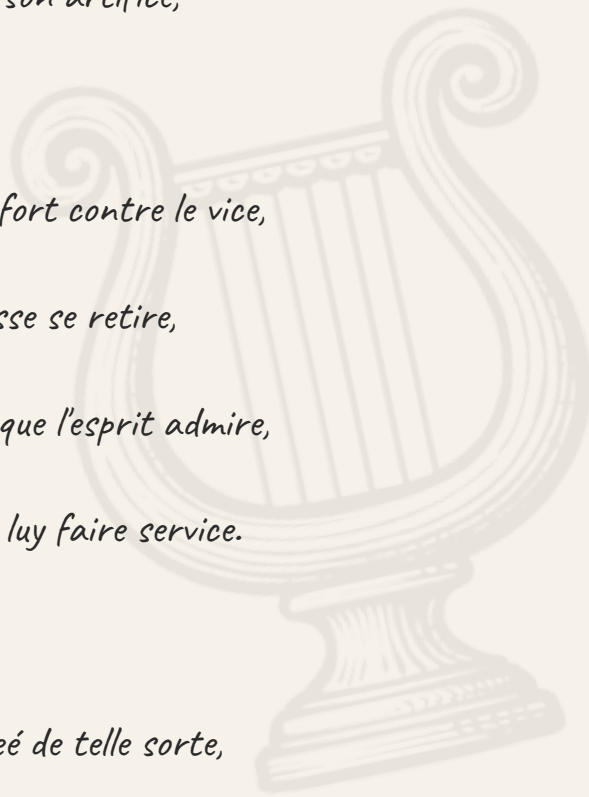 son artifice,
fort contre le vice,
sse se retire,
que l'esprit admire,
luy faire service.
eé de telle sorte,